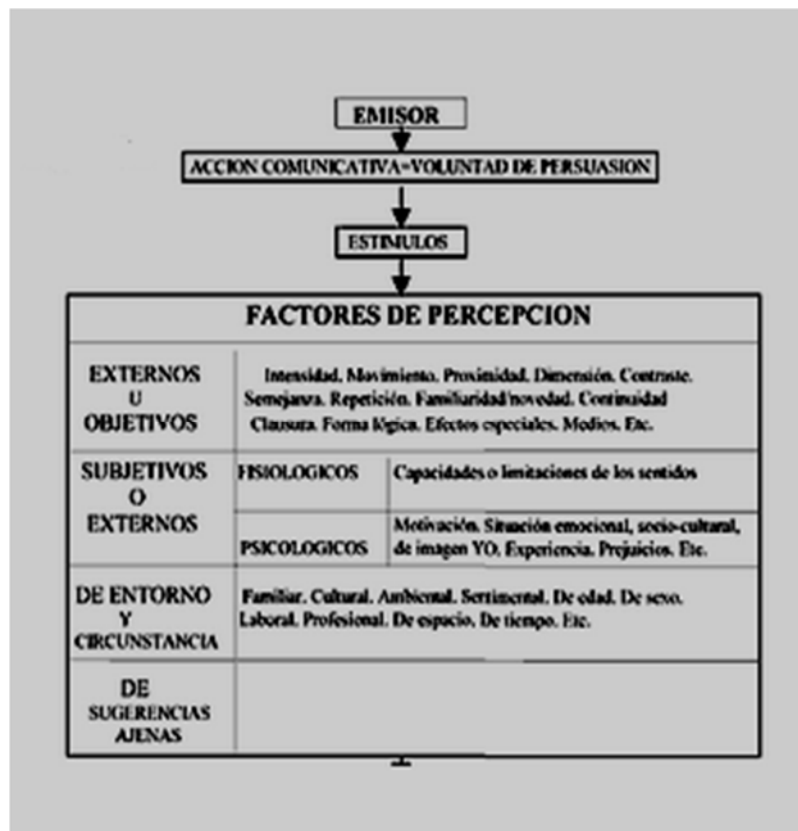 EMISOR
ACCION COMUNICATIVA=VOLUNTAD DE PERSUASION
ESTIMULOS
FACTORES DE PERCEPCION
EXTERNOS
U
OBJETIVOS
Intensidad. Movimiento. Proximidad. Dimensión. Contraste.
Semejanza. Repetición. Familiaridad/novedad. Continuidad
Clausura. Forma lógica. Efectos especiales. Medios. Etc.
SUBJETIVOS
O
EXTERNOS
FISIOLOGICOS
Capacidades o limitaciones de los sentidos
PSICOLOGICOS
Motivación. Situación emocional, socio-cultural,
de imagen YO. Experiencia. Prejuicios. Etc.
DE ENTORNO
Y
CIRCUNSTANCIA
Familiar. Cultural. Ambiental. Sentimental. De edad. De sexo.
Laboral. Profesional. De espacio. De tiempo. Etc.
DE
SUGERENCIAS
AJENAS